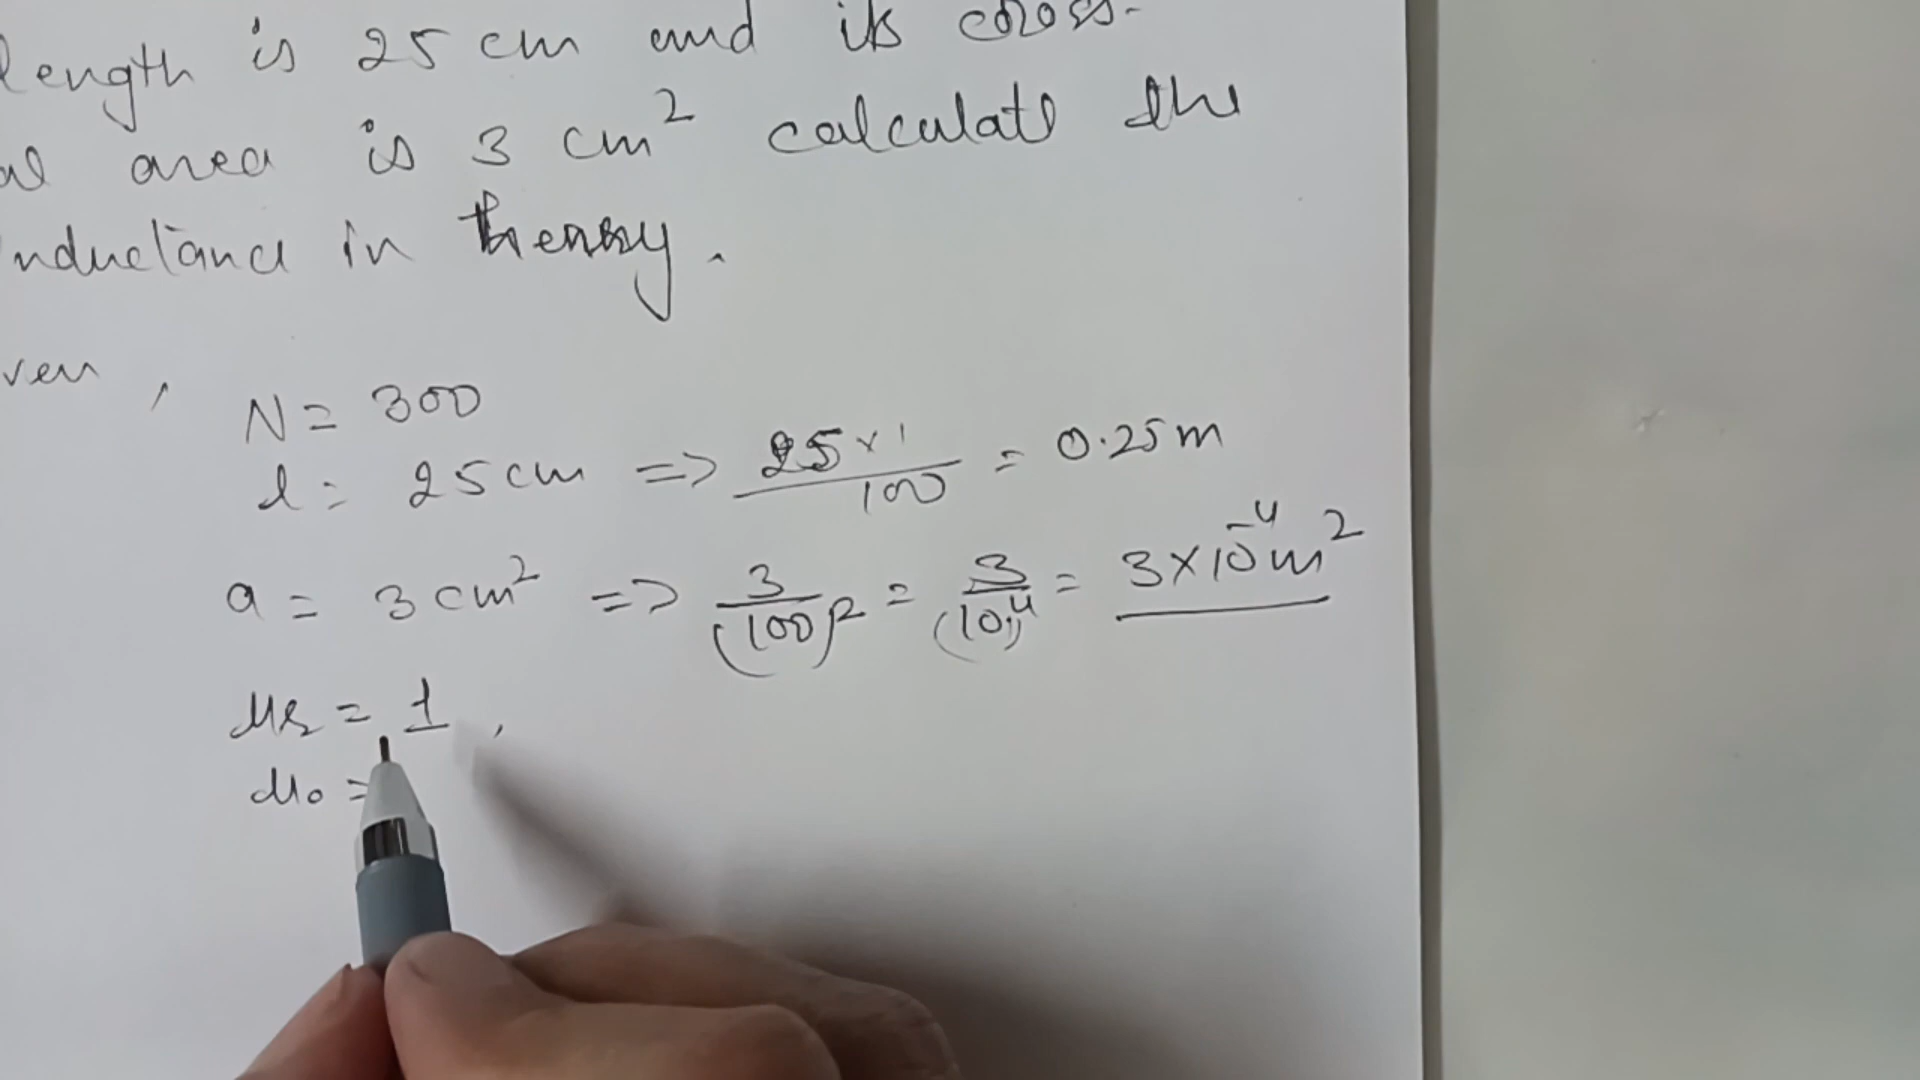 length is 25 cm and its cross-
al area is 3 cm² calculate the
inductance in
ven,
N = 300
l = 25 cm => 25 × 1 / 100 = 0.25 m
a = 3 cm² => 3 / (100)² = 3 / (10)⁴ = 3 × 10⁻⁴ m²
μr = 1,
μ₀ =